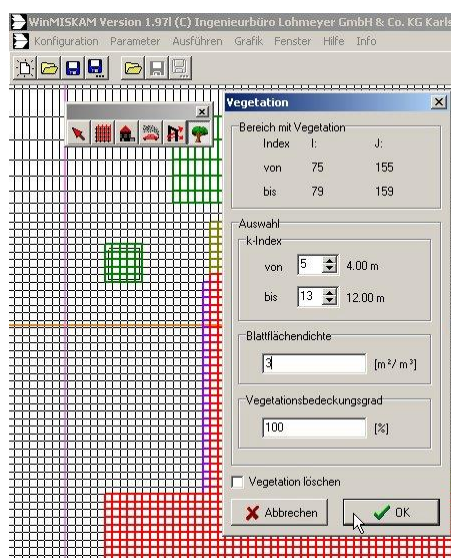 WinMISKAM Version 1.97l (C) Ingenieurbüro Lohmeyer GmbH & Co. KG Karls
Konfiguration Parameter Ausführen Grafik Fenster Hilfe Info
Vegetation
Bereich mit Vegetation
Index I: J:
von 75 155
bis 79 159
Auswahl
k-Index
von 5 4.00 m
bis 13 12.00 m
Blattflächendichte
3 [m²/m³]
Vegetationsbedeckungsgrad
100 [%]
Vegetation löschen
Abbrechen OK